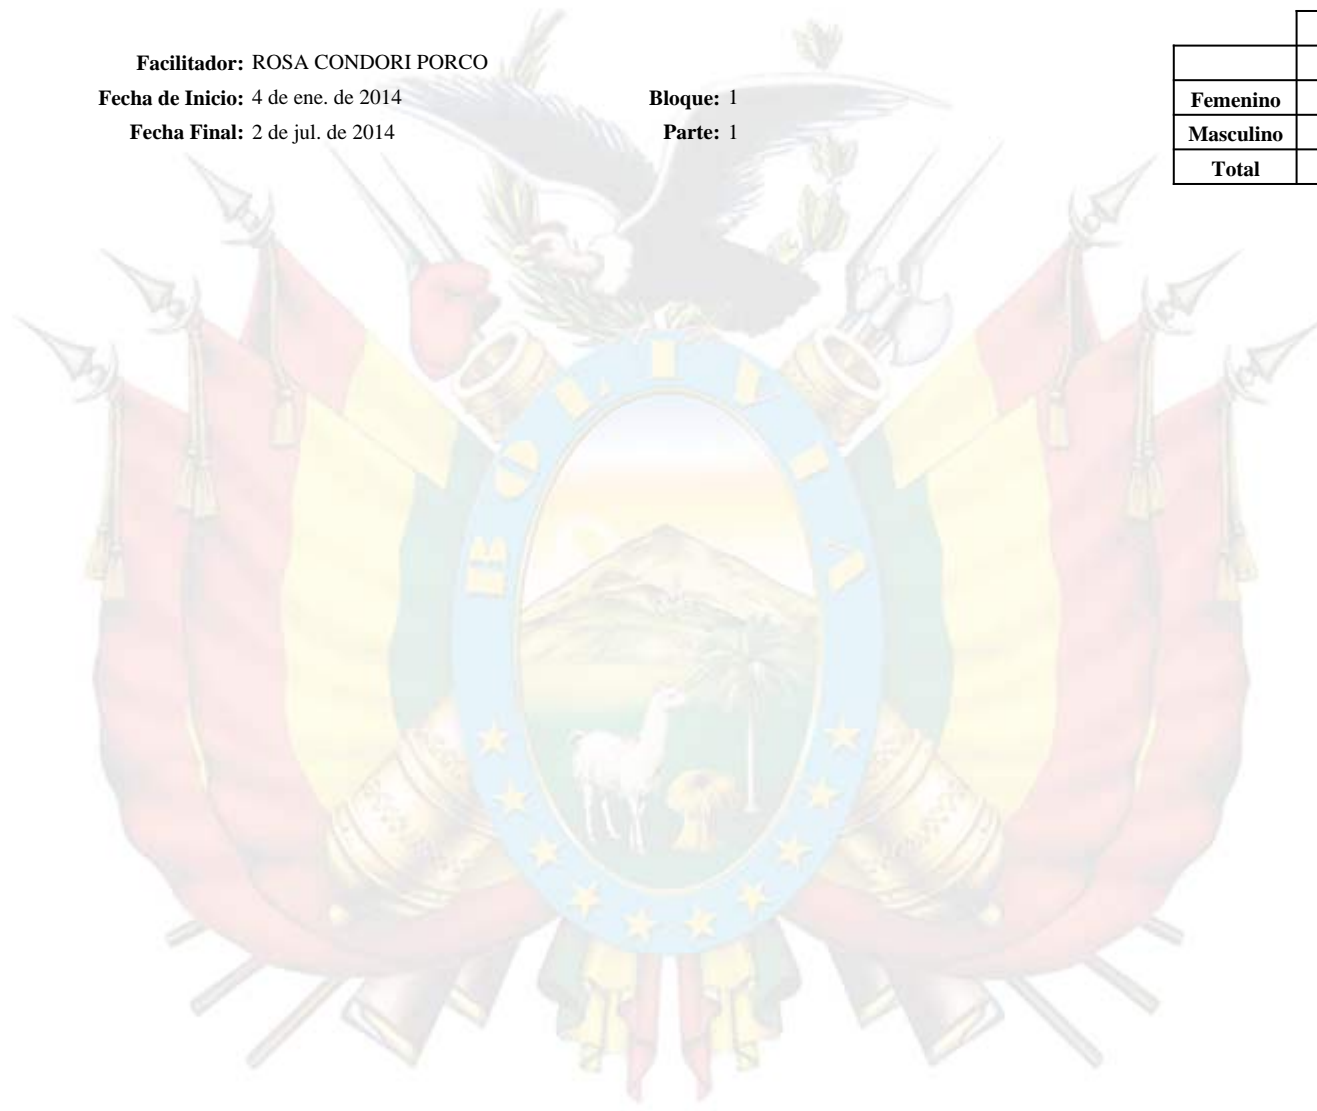 Facilitador: ROSA CONDORI PORCO
Fecha de Inicio: 4 de ene. de 2014 Bloque: 1
Fecha Final: 2 de jul. de 2014 Parte: 1
Femenino
Masculino
Total
BOLIVIA